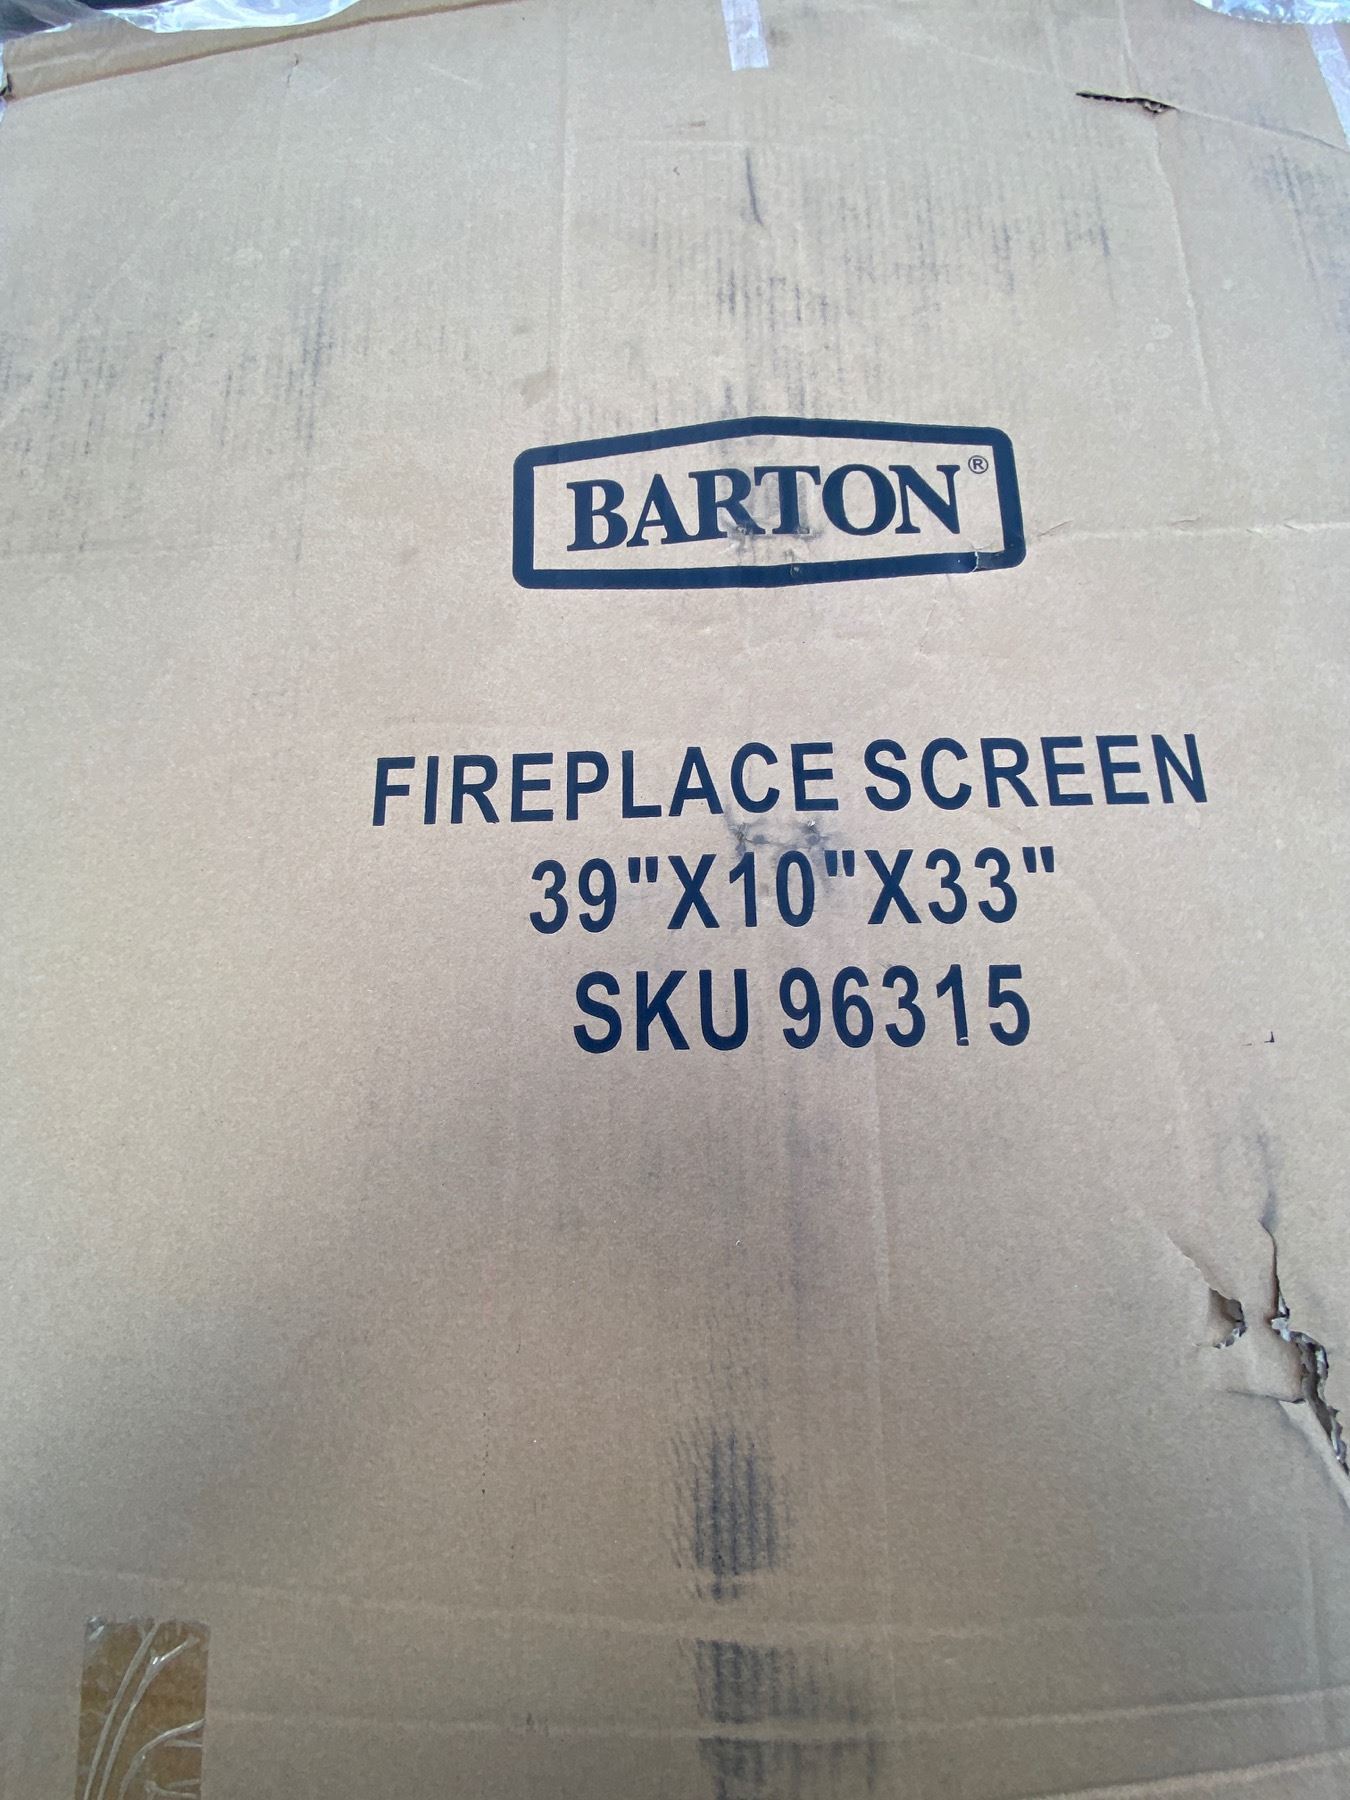 BARTON®
FIREPLACE SCREEN
39"X10"X33"
SKU 96315